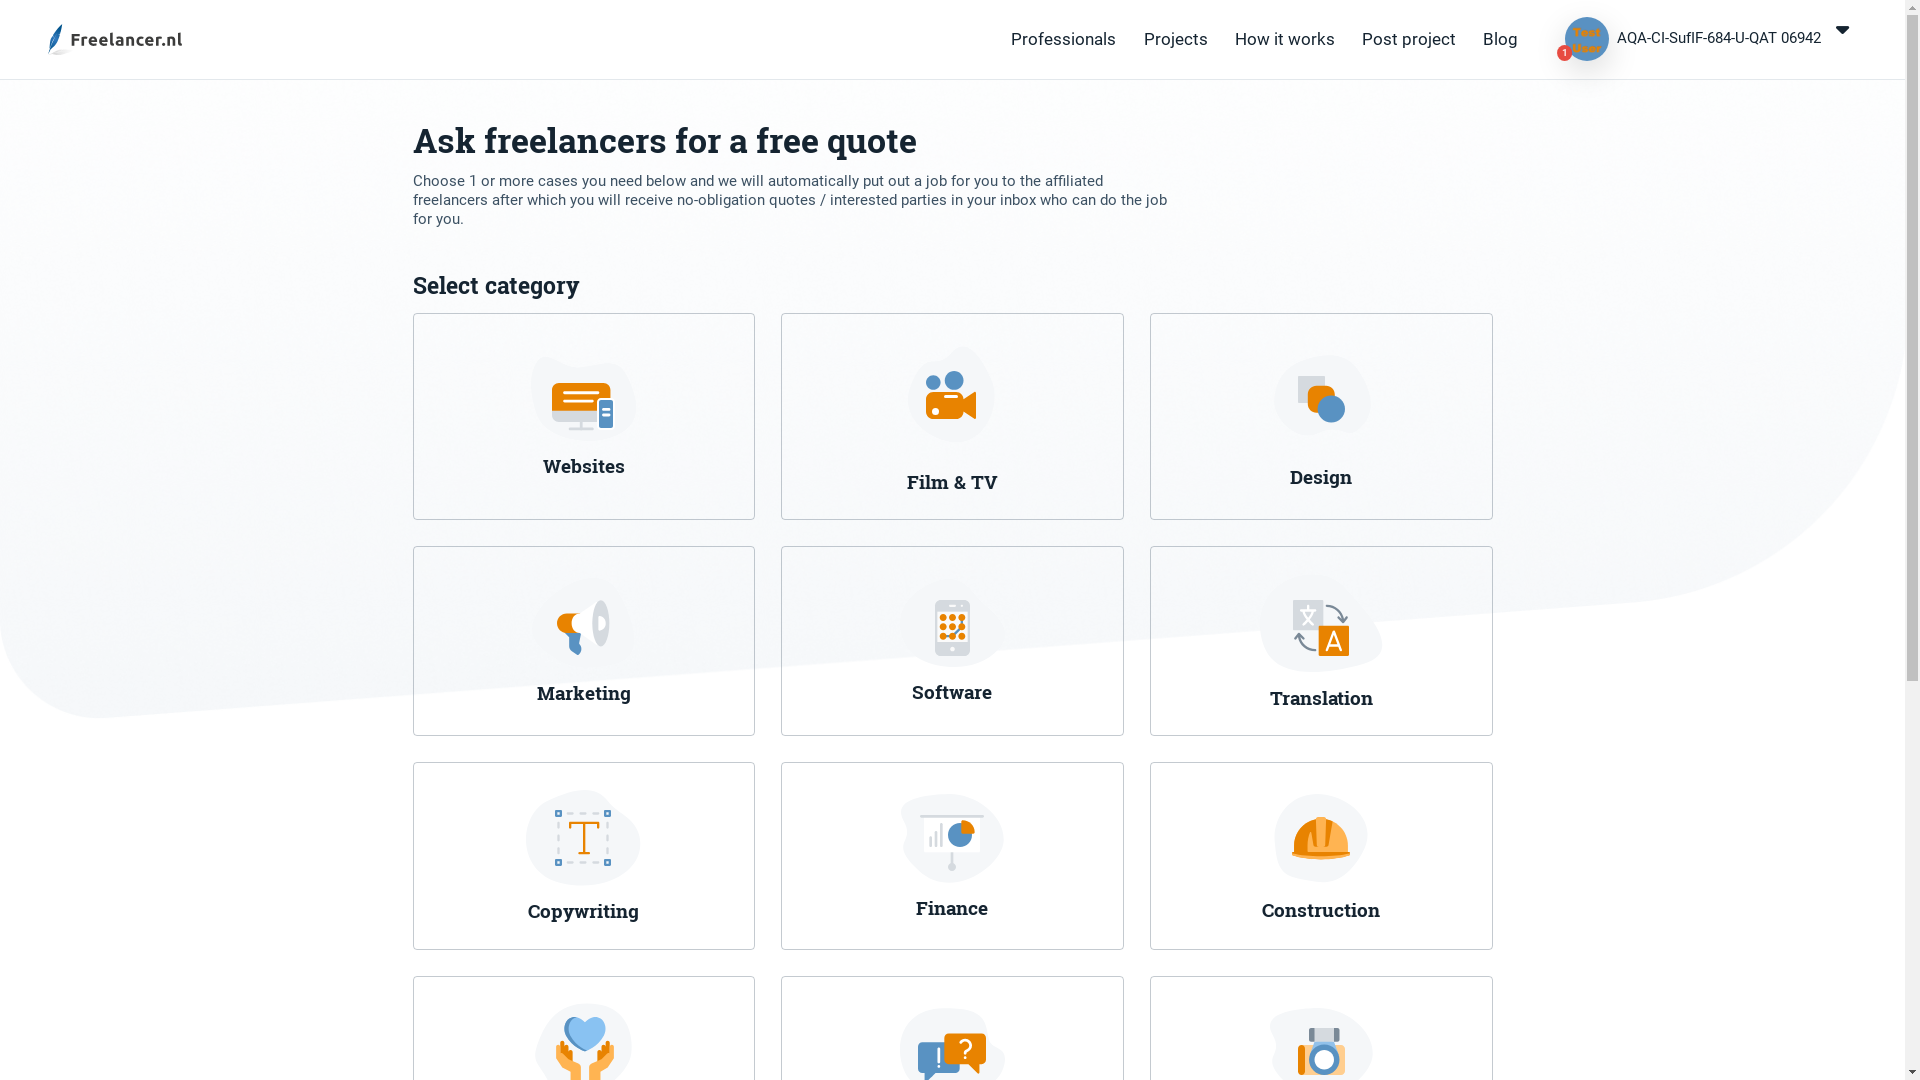 Freelancer.nl
Professionals
Projects
How it works
Post project
Blog
Test
User
1
AQA-CI-SufIF-684-U-QAT 06942
Ask freelancers for a free quote
Choose 1 or more cases you need below and we will automatically put out a job for you to the affiliated
freelancers after which you will receive no-obligation quotes / interested parties in your inbox who can do the job
for you.
Select category
Websites
Film & TV
Design
Marketing
Software
文
A
Translation
T
Copywriting
Finance
Construction
!
?